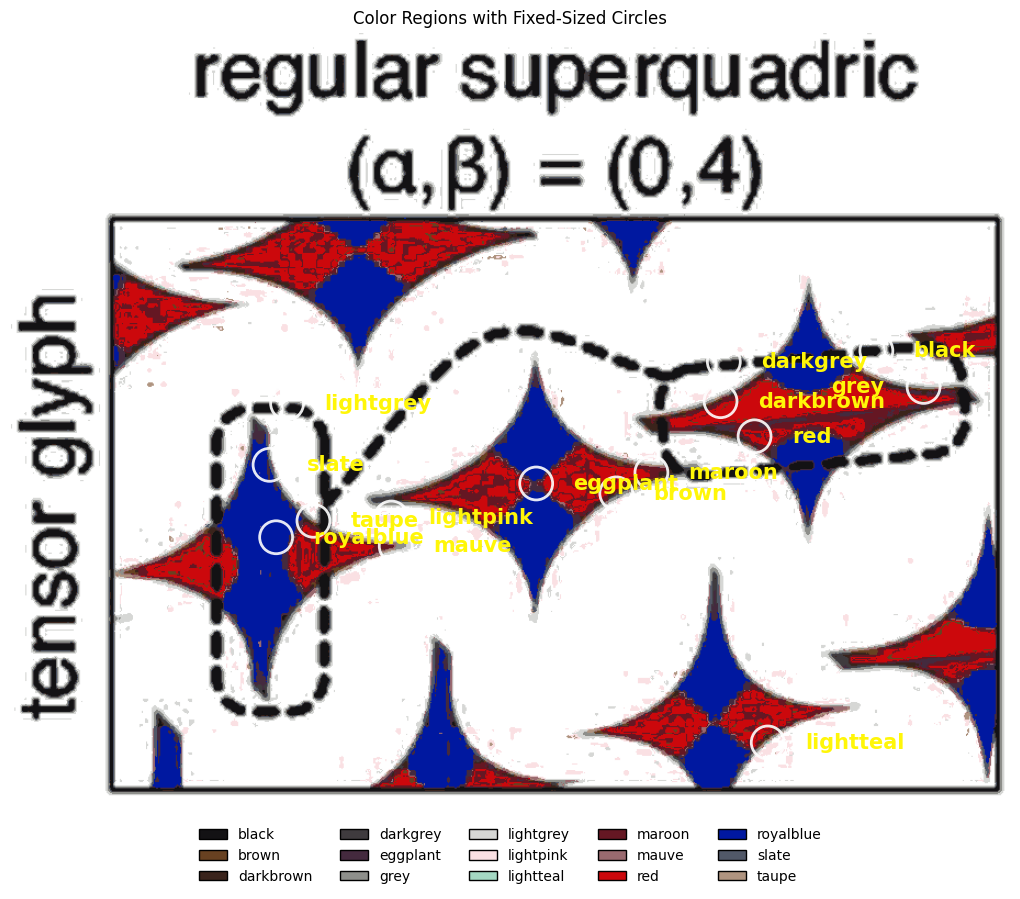 Color Regions with Fixed-Sized Circles
regular superquadric
(α,β) = (0,4)
tensor glyph
black
darkgrey
grey
darkbrown
lightgrey
red
slate
maroon
eggplant
brown
taupe
lightpink
royalblue
mauve
lightteal
black
brown
darkbrown
darkgrey
eggplant
grey
lightgrey
lightpink
lightteal
maroon
mauve
red
royalblue
slate
taupe